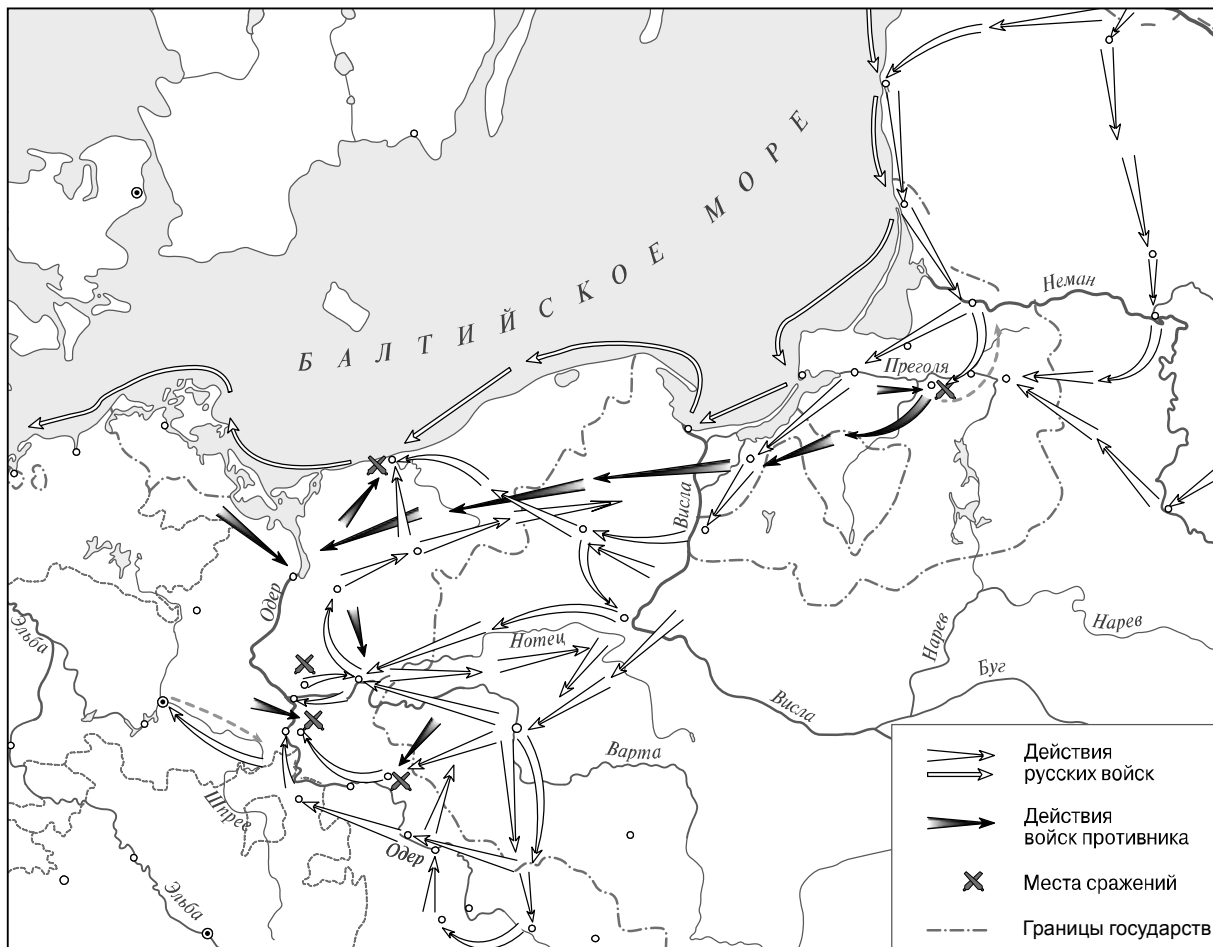 БАЛТИЙСКОЕ МОРЕ
Неман
Преголя
Висла
Одер
Эльба
Нотец
Нарев
Нарев
Буг
Висла
Варта
Шпрее
Одер
Эльба
Действия
русских войск
Действия
войск противника
Места сражений
Границы государств